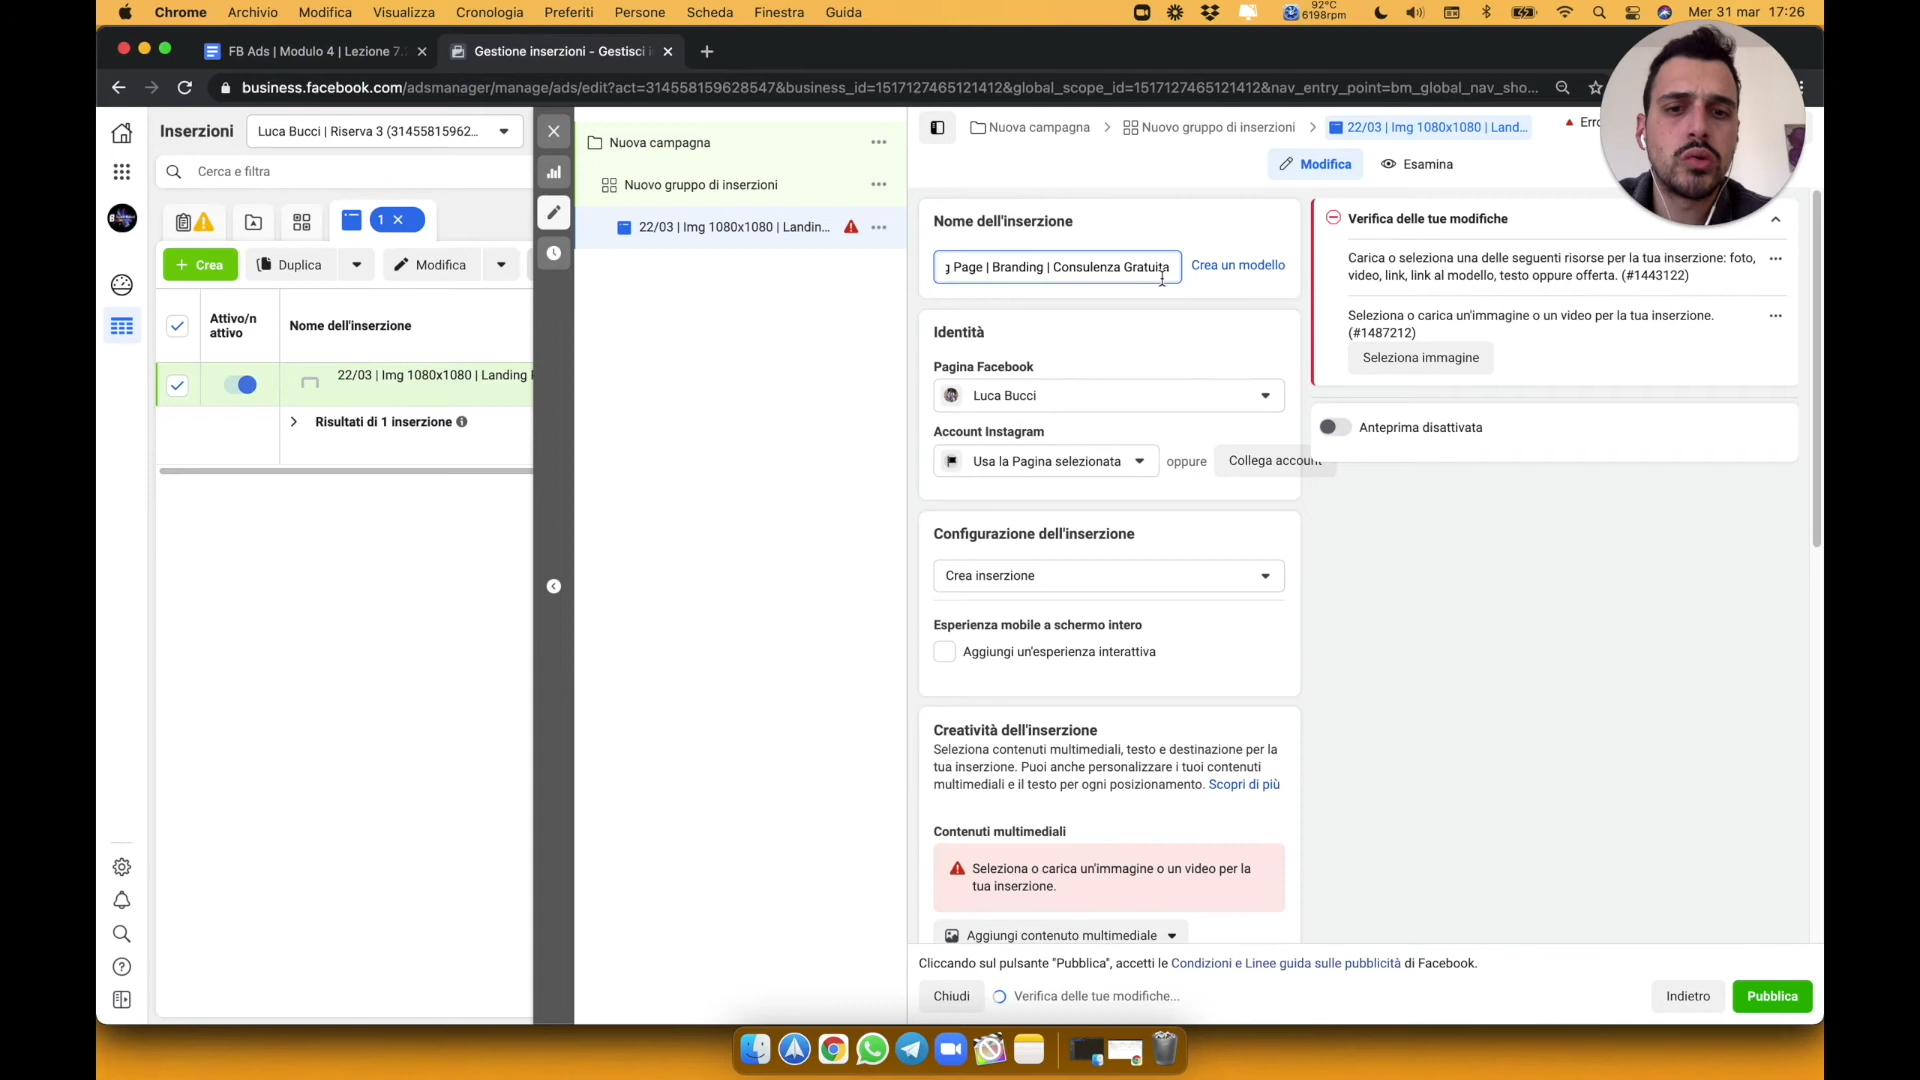 Chrome Archivio Modifica Visualizza Cronologia Preferiti Persone Scheda Finestra Guida
92°C
6198rpm
Mer 31 mar 17:26
FB Ads | Modulo 4 | Lezione 7.
Gestione inserzioni - Gestisci i
business.facebook.com/adsmanager/manage/ads/edit?act=314558159628547&business_id=1517127465121412&global_scope_id=1517127465121412&nav_entry_point=bm_global_nav_sho...
Inserzioni
Luca Bucci | Riserva 3 (31455815962...
Cerca e filtra
1
+ Crea
Duplica
Modifica
Attivo/n
attivo
Nome dell'inserzione
22/03 | Img 1080x1080 | Landing
Risultati di 1 inserzione
Nuova campagna
Nuovo gruppo di inserzioni
22/03 | Img 1080x1080 | Landin...
Nuova campagna
Nuovo gruppo di inserzioni
22/03 | Img 1080x1080 | Land...
Modifica
Esamina
Nome dell'inserzione
g Page | Branding | Consulenza Gratuita
Crea un modello
Identità
Pagina Facebook
Luca Bucci
Account Instagram
Usa la Pagina selezionata
oppure
Collega account
Configurazione dell'inserzione
Crea inserzione
Esperienza mobile a schermo intero
Aggiungi un'esperienza interattiva
Creatività dell'inserzione
Seleziona contenuti multimediali, testo e destinazione per la
tua inserzione. Puoi anche personalizzare i tuoi contenuti
multimediali e il testo per ogni posizionamento. Scopri di più
Contenuti multimediali
Seleziona o carica un'immagine o un video per la
tua inserzione.
Aggiungi contenuto multimediale
Verifica delle tue modifiche
Carica o seleziona una delle seguenti risorse per la tua inserzione: foto,
video, link, link al modello, testo oppure offerta. (#1443122)
Seleziona o carica un'immagine o un video per la tua inserzione.
(#1487212)
Seleziona immagine
Anteprima disattivata
Cliccando sul pulsante "Pubblica", accetti le Condizioni e Linee guida sulle pubblicità di Facebook.
Chiudi
Verifica delle tue modifiche...
Indietro
Pubblica